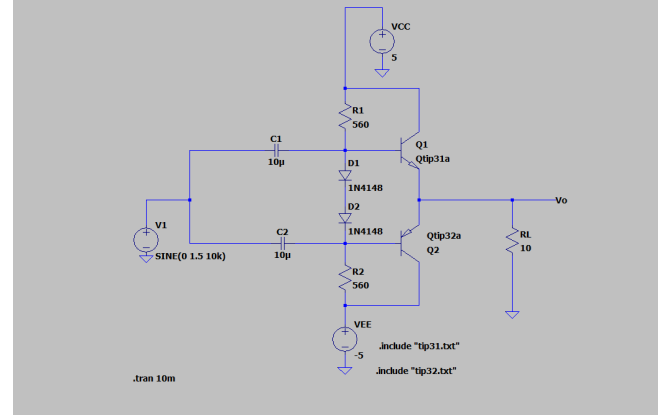 VCC
5
R1
560
C1
10µ
Q1
Qtip31a
D1
1N4148
D2
1N4148
Vo
V1
SINE(0 1.5 10k)
C2
10µ
Qtip32a
Q2
RL
10
R2
560
VEE
-5
.include "tip31.txt"
.include "tip32.txt"
.tran 10m